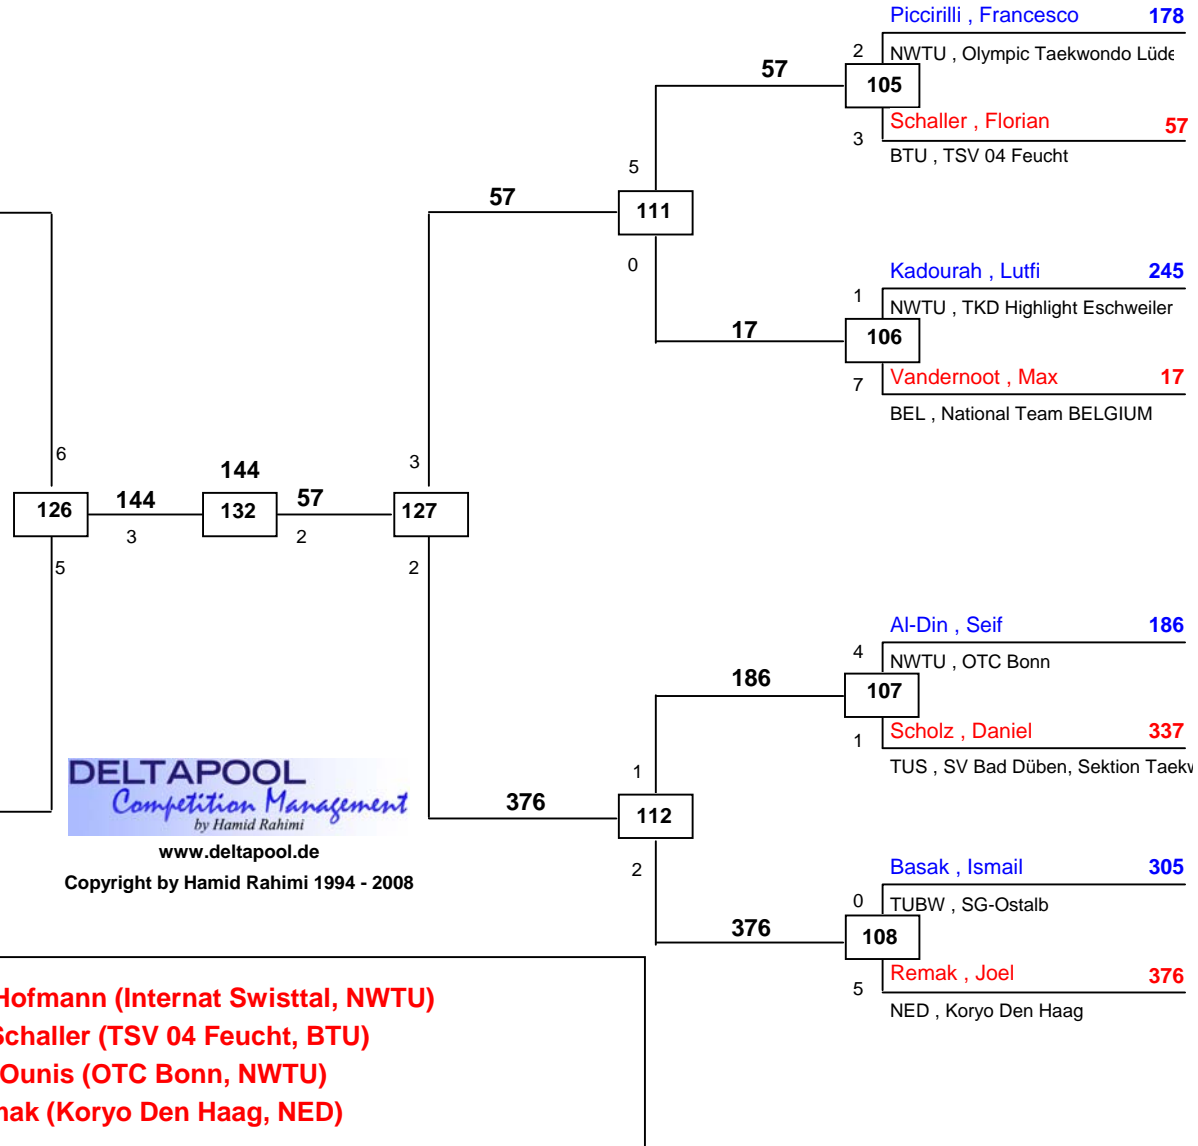 Piccirilli , Francesco 178
2 NWTU , Olympic Taekwondo Lüde
57 105
Schaller , Florian 57
3
BTU , TSV 04 Feucht
5
57 111
0
Kadourah , Lutfi 245
1 NWTU , TKD Highlight Eschweiler
17 106
7 Vandernoot , Max 17
BEL , National Team BELGIUM
6 144 3
126 144 132 57 127
3 2
5 2
Al-Din , Seif 186
4 NWTU , OTC Bonn
186 107
1 Scholz , Daniel 337
TUS , SV Bad Düben, Sektion Taekw
1
376 112
2
Basak , Ismail 305
0 TUBW , SG-Ostalb
376 108
5 Remak , Joel 376
NED , Koryo Den Haag
DELTAPOOL
Competition Management
by Hamid Rahimi
www.deltapool.de
Copyright by Hamid Rahimi 1994 - 2008
Hofmann (Internat Swisttal, NWTU)
Schaller (TSV 04 Feucht, BTU)
Ounis (OTC Bonn, NWTU)
mak (Koryo Den Haag, NED)